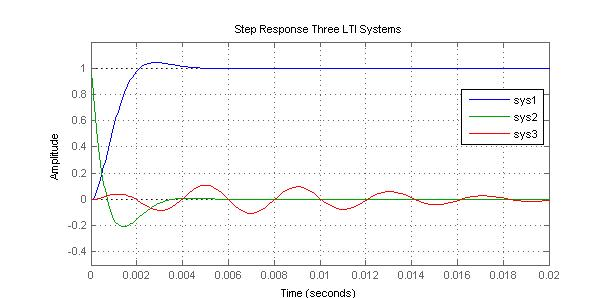 Step Response Three LTI Systems
Amplitude
1
0.8
0.6
0.4
0.2
0
-0.2
-0.4
sys1
sys2
sys3
0 0.002 0.004 0.006 0.008 0.01 0.012 0.014 0.016 0.018 0.02
Time (seconds)